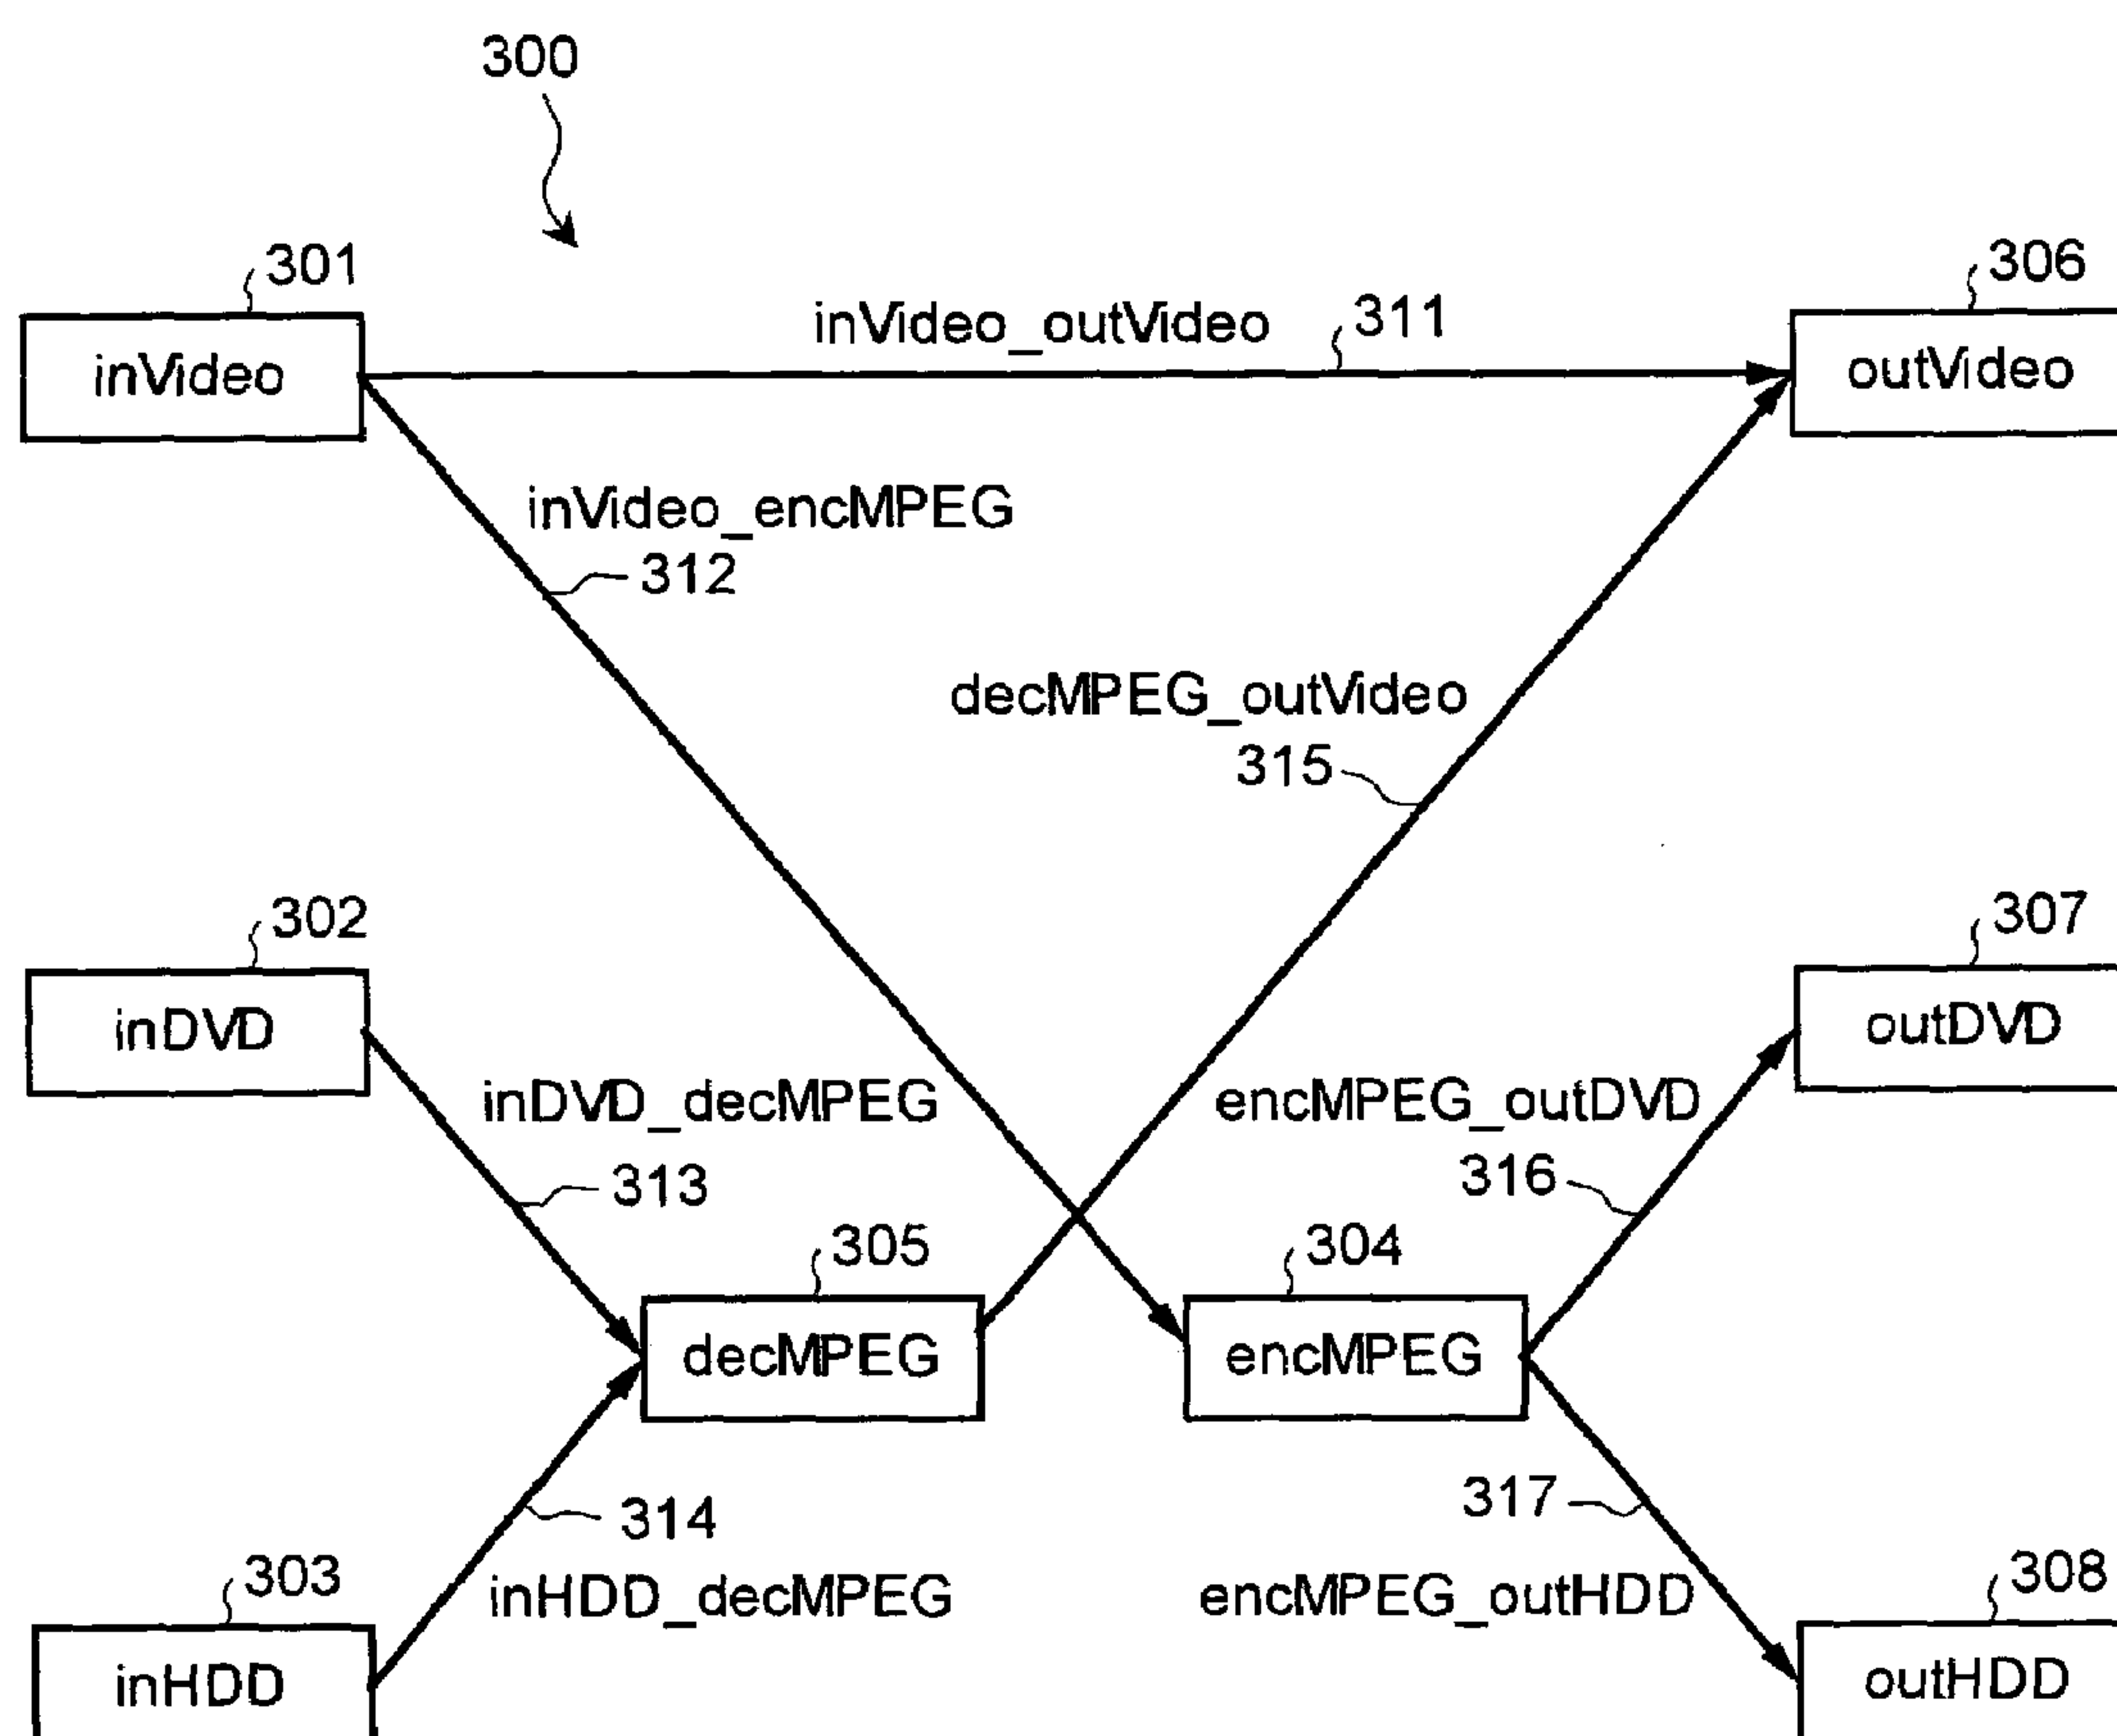 300
301
306
inVideo
inVideo_outVideo
311
outVideo
inVideo_encMPEG
312
decMPEG_outVideo
315
302
307
inDVD
outDVD
inDVD_decMPEG
encMPEG_outDVD
313
316
305
304
decMPEG
encMPEG
314
317
303
308
inHDD_decMPEG
encMPEG_outHDD
inHDD
outHDD